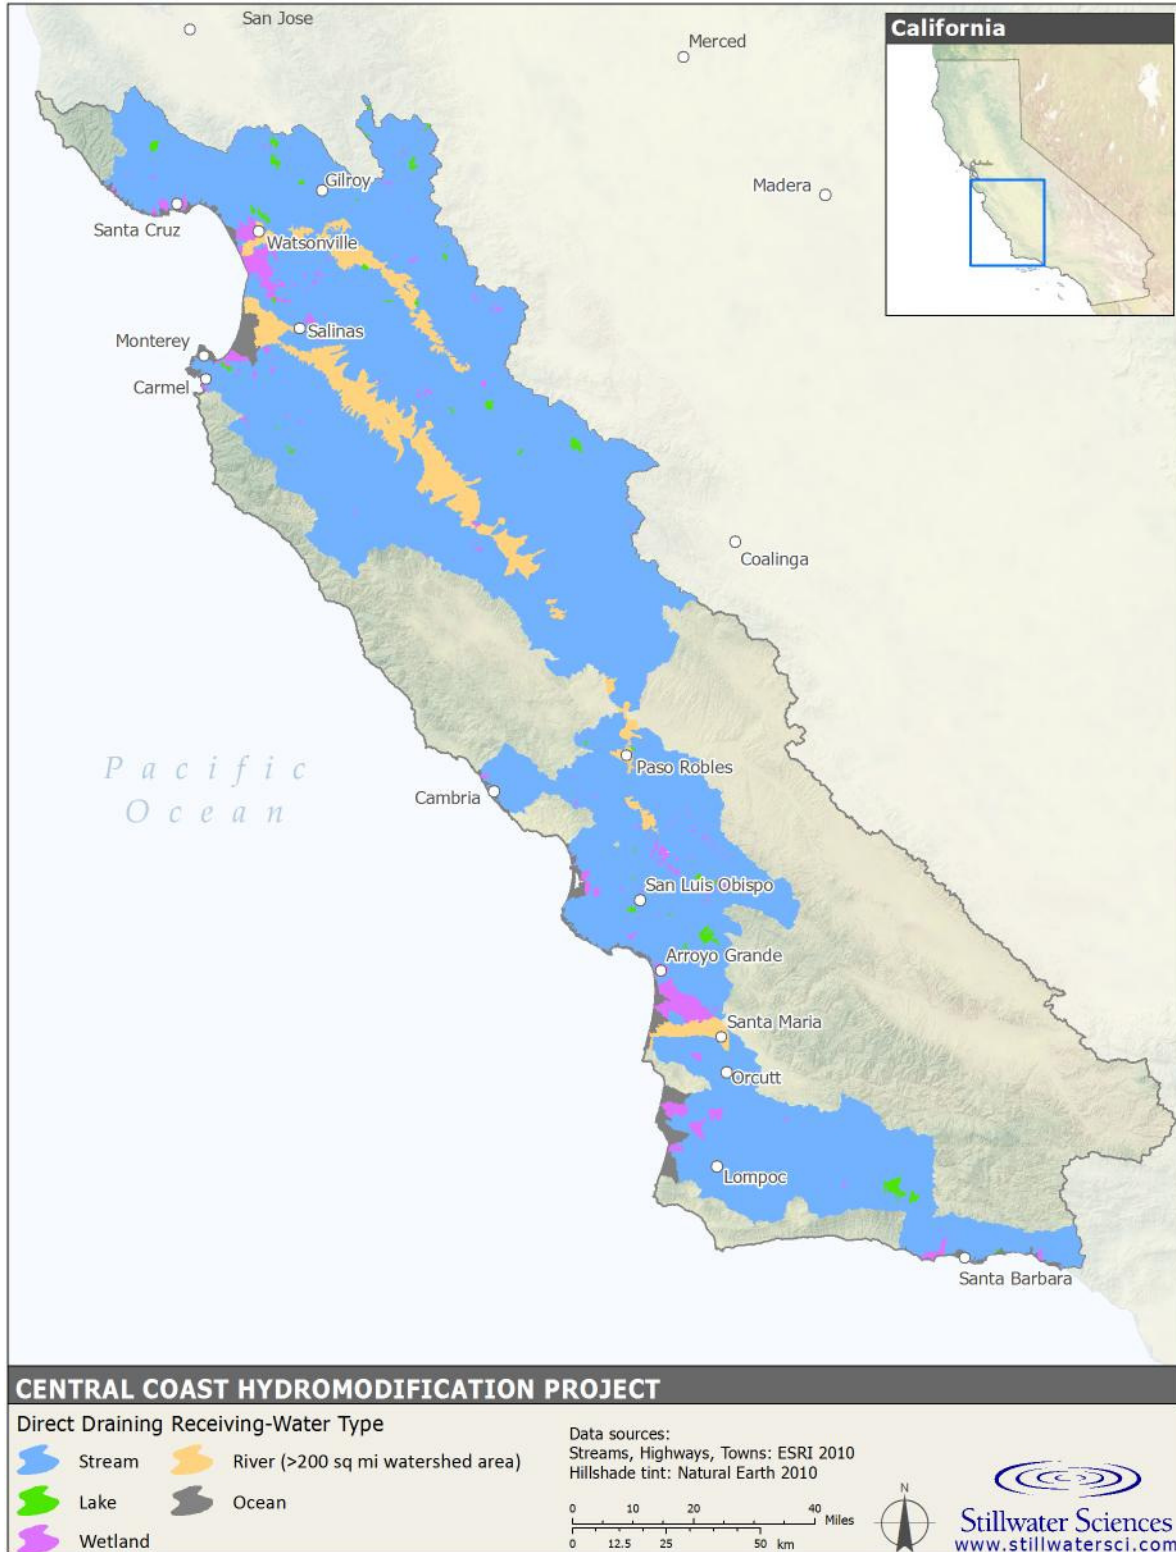 San Jose
Merced
California
Gilroy
Madera
Santa Cruz
Watsonville
Salinas
Monterey
Carmel
Coalinga
Pacific
Ocean
Paso Robles
Cambria
San Luis Obispo
Arroyo Grande
Santa Maria
Orcutt
Lompoc
Santa Barbara
CENTRAL COAST HYDROMODIFICATION PROJECT
Direct Draining Receiving-Water Type
Stream
River (>200 sq mi watershed area)
Lake
Ocean
Wetland
Data sources:
Streams, Highways, Towns: ESRI 2010
Hillshade tint: Natural Earth 2010
0 10 20 40 Miles
0 12.5 25 50 km
N
Stillwater Sciences
www.stillwatersci.com